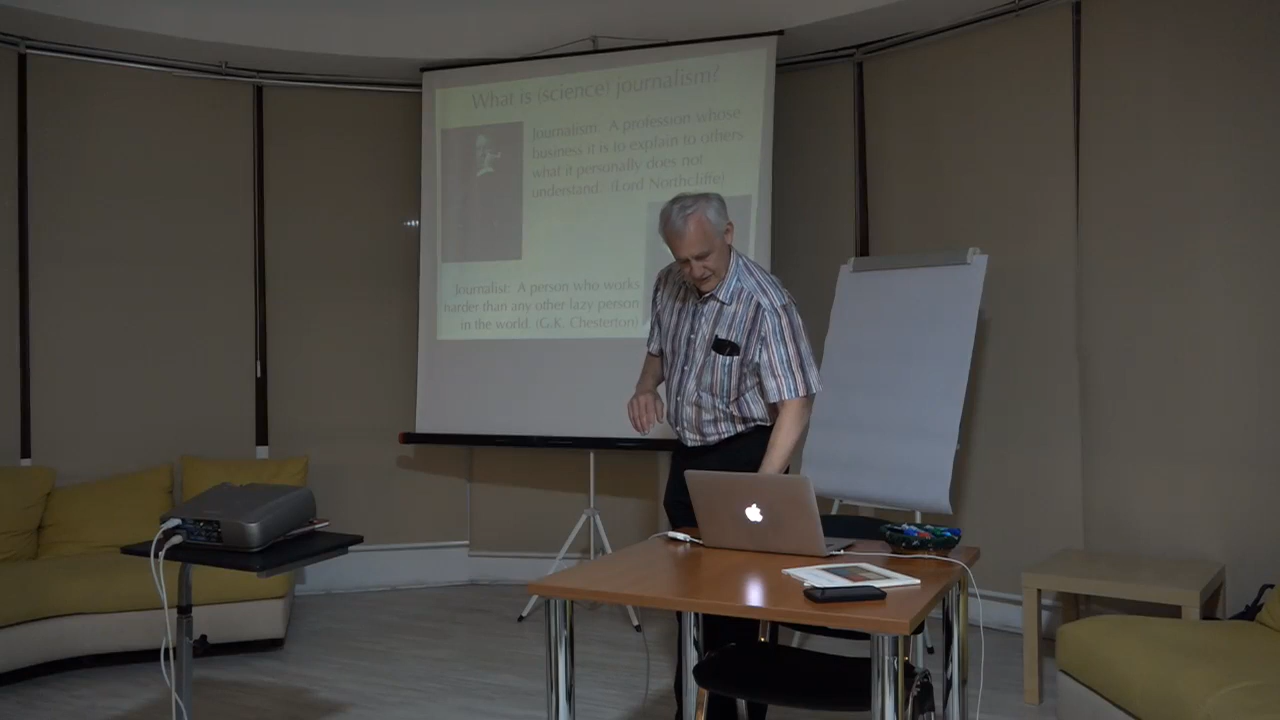 What is (science) journalism?
Journalism: A profession whose
business it is to explain to others
what it personally does not
understand. (Lord Northcliffe)
Journalist: A person who works
harder than any other lazy person
in the world. (G.K. Chesterton)